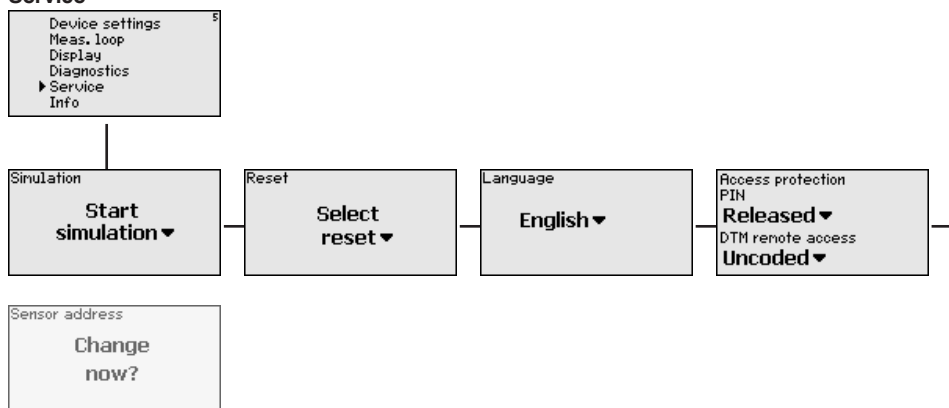 Service
Device settings 5
Meas. loop
Display
Diagnostics
Service
Info
Simulation
Start
simulation
Reset
Select
reset
Language
English
Access protection
PIN
Released
DTM remote access
Uncoded
Sensor address
Change
now?